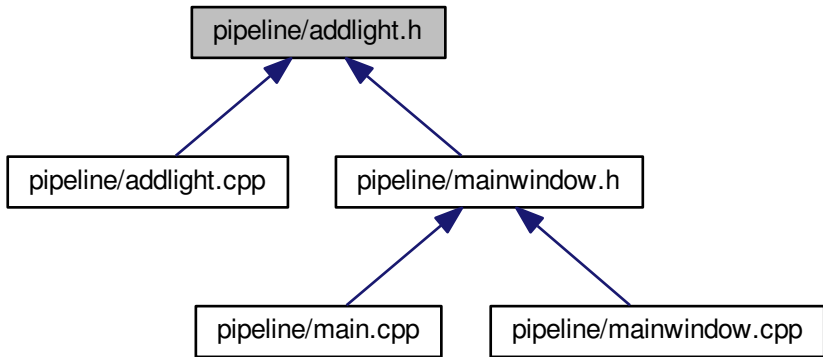 pipeline/addlight.h
pipeline/addlight.cpp
pipeline/mainwindow.h
pipeline/main.cpp
pipeline/mainwindow.cpp